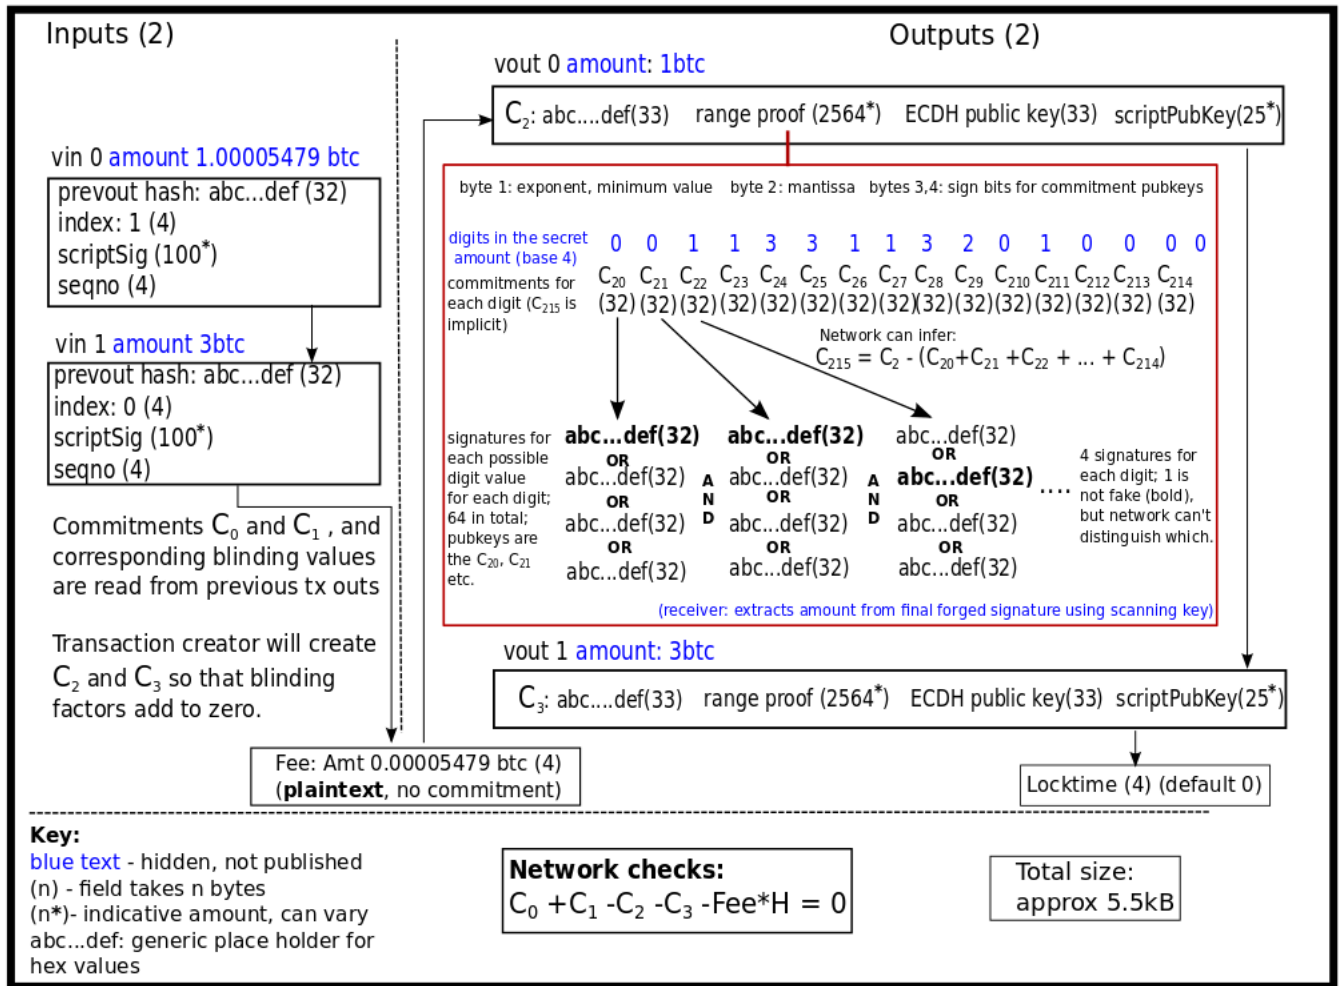 Inputs (2)
Outputs (2)
vin 0 amount 1.00005479 btc
prevout hash: abc...def (32)
index: 1 (4)
scriptSig (100*)
seqno (4)
vin 1 amount 3btc
prevout hash: abc...def (32)
index: 0 (4)
scriptSig (100*)
seqno (4)
Commitments C0 and C1 , and
corresponding blinding values
are read from previous tx outs
Transaction creator will create
C2 and C3 so that blinding
factors add to zero.
Fee: Amt 0.00005479 btc (4)
(plaintext, no commitment)
vout 0 amount: 1btc
C2: abc....def(33) range proof (2564*) ECDH public key(33) scriptPubKey(25*)
byte 1: exponent, minimum value byte 2: mantissa bytes 3,4: sign bits for commitment pubkeys
digits in the secret
amount (base 4)
0 0 1 1 3 3 1 1 3 2 0 1 0 0 0 0
commitments for
each digit (C215 is
implicit)
C20 C21 C22 C23 C24 C25 C26 C27 C28 C29 C210 C211 C212 C213 C214
(32) (32) (32) (32) (32) (32) (32) (32) (32) (32) (32) (32) (32) (32) (32)
Network can infer:
C215 = C2 - (C20+C21 +C22 + ... + C214)
signatures for
each possible
digit value
for each digit;
64 in total;
pubkeys are
the C20, C21
etc.
abc...def(32) abc...def(32) abc...def(32)
OR OR OR
abc...def(32) AND abc...def(32) AND abc...def(32) ....
OR OR OR
abc...def(32) abc...def(32) abc...def(32)
OR OR OR
abc...def(32) abc...def(32) abc...def(32)
4 signatures for
each digit; 1 is
not fake (bold),
but network can't
distinguish which.
(receiver: extracts amount from final forged signature using scanning key)
vout 1 amount: 3btc
C3: abc....def(33) range proof (2564*) ECDH public key(33) scriptPubKey(25*)
Locktime (4) (default 0)
Key:
blue text - hidden, not published
(n) - field takes n bytes
(n*)- indicative amount, can vary
abc...def: generic place holder for
hex values
Network checks:
C0 +C1 -C2 -C3 -Fee*H = 0
Total size:
approx 5.5kB